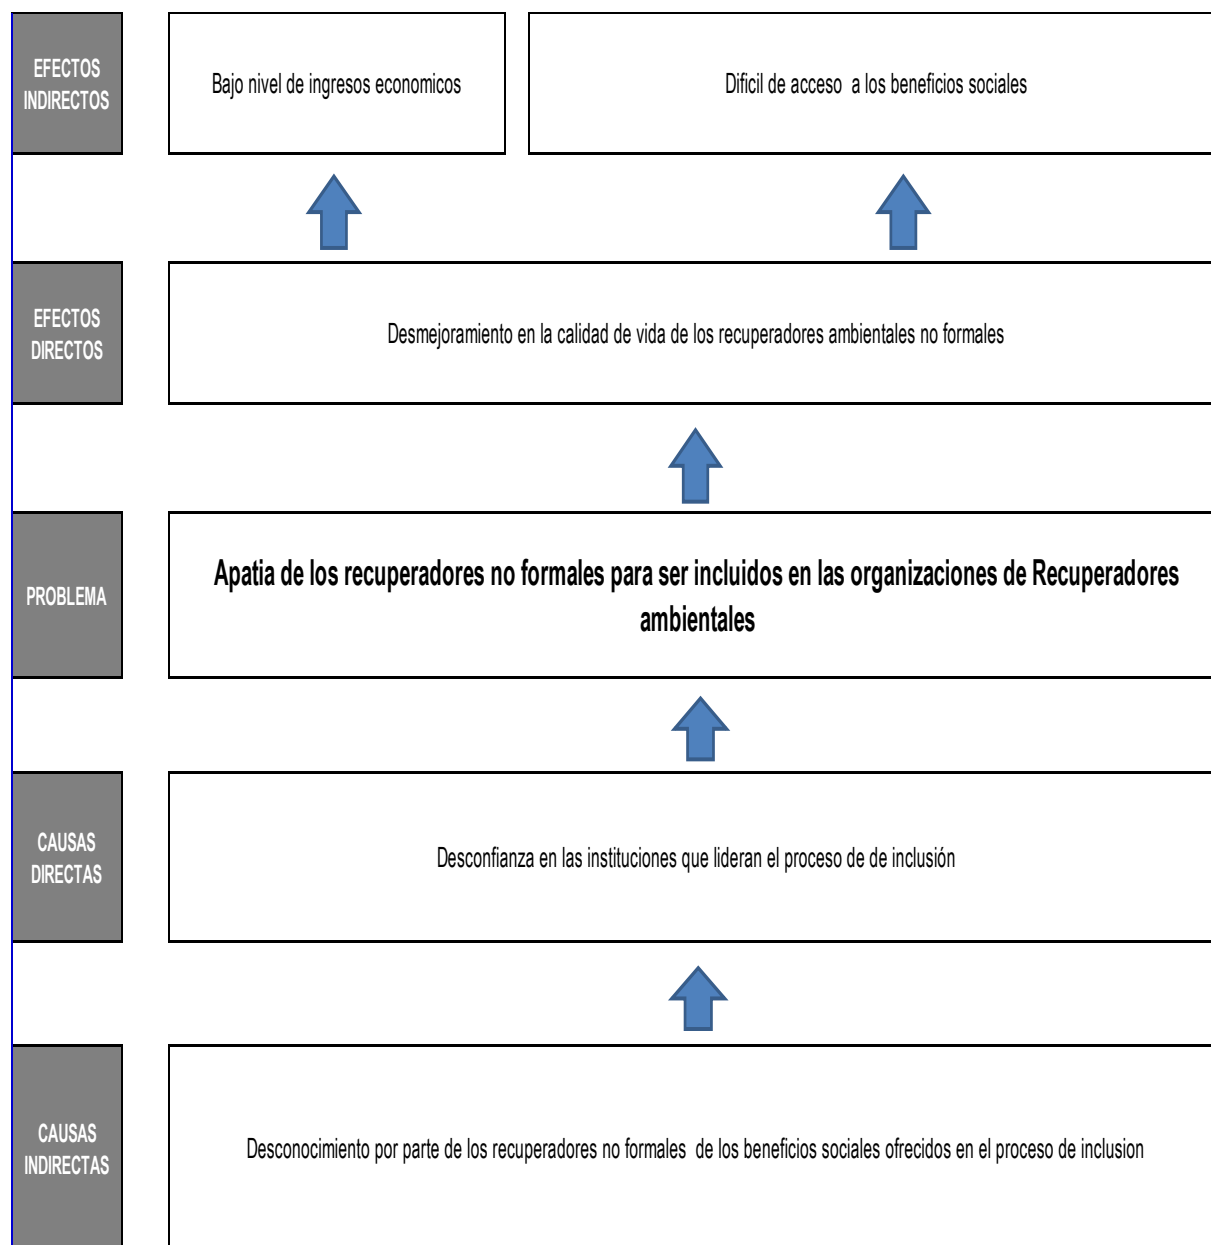 EFECTOS
INDIRECTOS
Bajo nivel de ingresos economicos
Dificil de acceso a los beneficios sociales
EFECTOS
DIRECTOS
Desmejoramiento en la calidad de vida de los recuperadores ambientales no formales
PROBLEMA
Apatia de los recuperadores no formales para ser incluidos en las organizaciones de Recuperadores
ambientales
CAUSAS
DIRECTAS
Desconfianza en las instituciones que lideran el proceso de de inclusión
CAUSAS
INDIRECTAS
Desconocimiento por parte de los recuperadores no formales de los beneficios sociales ofrecidos en el proceso de inclusion